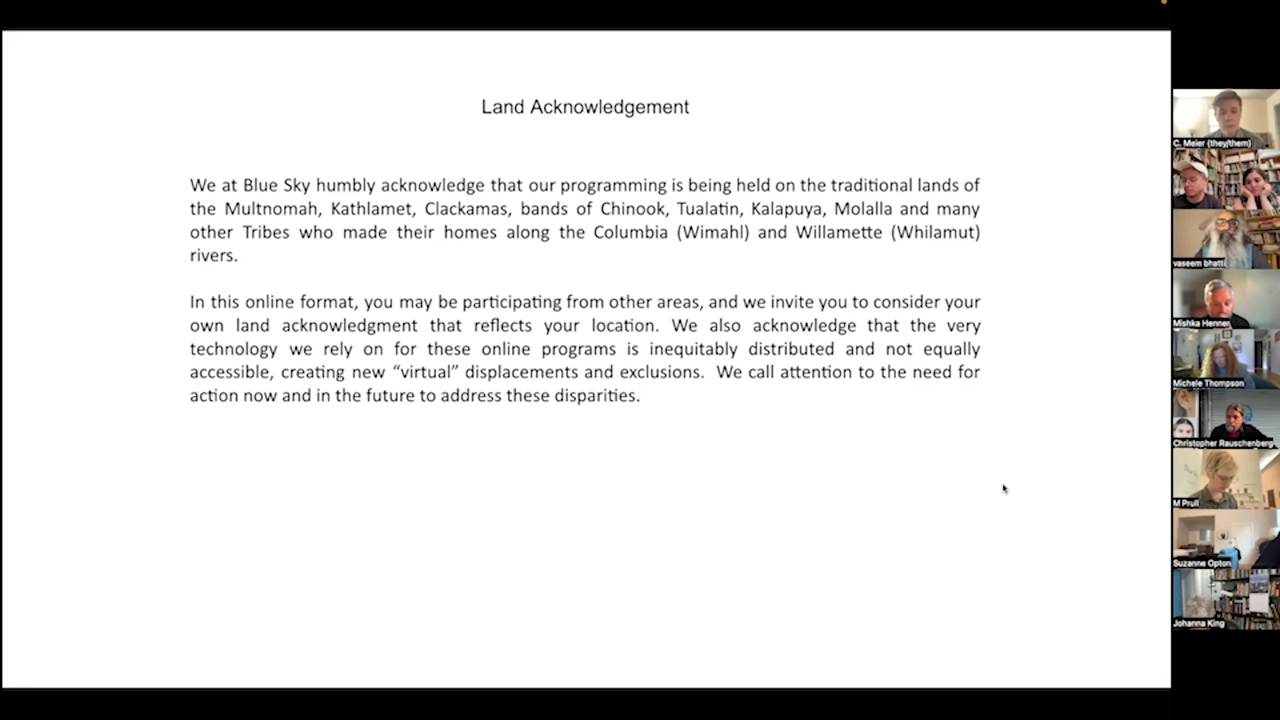 Land Acknowledgement
We at Blue Sky humbly acknowledge that our programming is being held on the traditional lands of
the Multnomah, Kathlamet, Clackamas, bands of Chinook, Tualatin, Kalapuya, Molalla and many
other Tribes who made their homes along the Columbia (Wimahl) and Willamette (Whilamut)
rivers.
In this online format, you may be participating from other areas, and we invite you to consider your
own land acknowledgment that reflects your location. We also acknowledge that the very
technology we rely on for these online programs is inequitably distributed and not equally
accessible, creating new “virtual” displacements and exclusions. We call attention to the need for
action now and in the future to address these disparities.
C. Meier (they/them)
vaseem bhatti
Mishka Henner
Michele Thompson
Christopher Rauschenberg
M Prull
Suzanne Opton
Johanna King